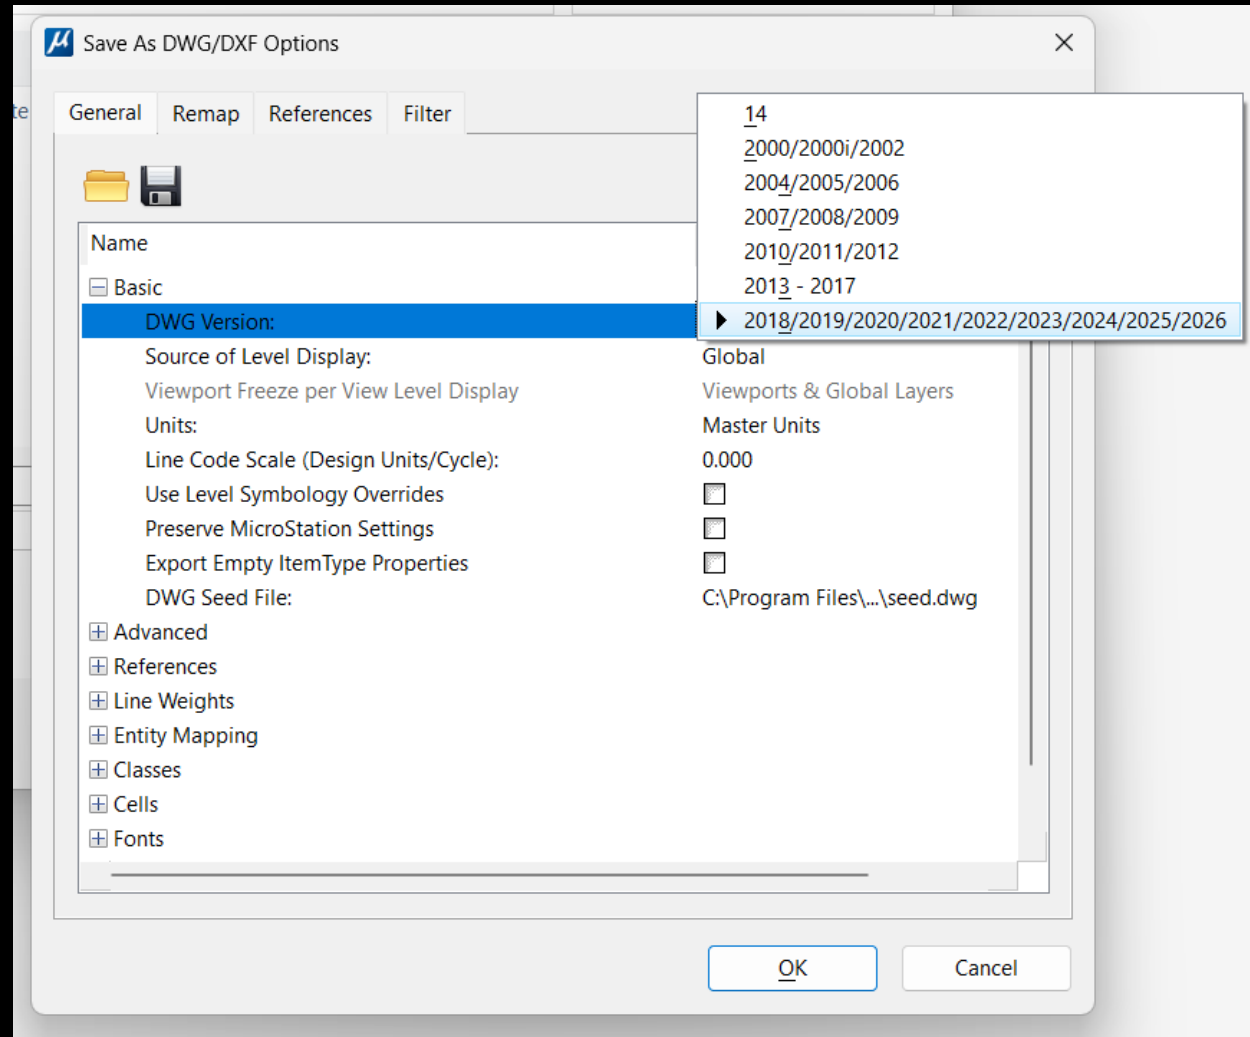 Save As DWG/DXF Options
te
General Remap References Filter
14
2000/2000i/2002
2004/2005/2006
2007/2008/2009
2010/2011/2012
2013 - 2017
2018/2019/2020/2021/2022/2023/2024/2025/2026
Name
Basic
DWG Version:
Source of Level Display: Global
Viewport Freeze per View Level Display Viewports & Global Layers
Units: Master Units
Line Code Scale (Design Units/Cycle): 0.000
Use Level Symbology Overrides
Preserve MicroStation Settings
Export Empty ItemType Properties
DWG Seed File: C:\Program Files\...\seed.dwg
Advanced
References
Line Weights
Entity Mapping
Classes
Cells
Fonts
OK Cancel